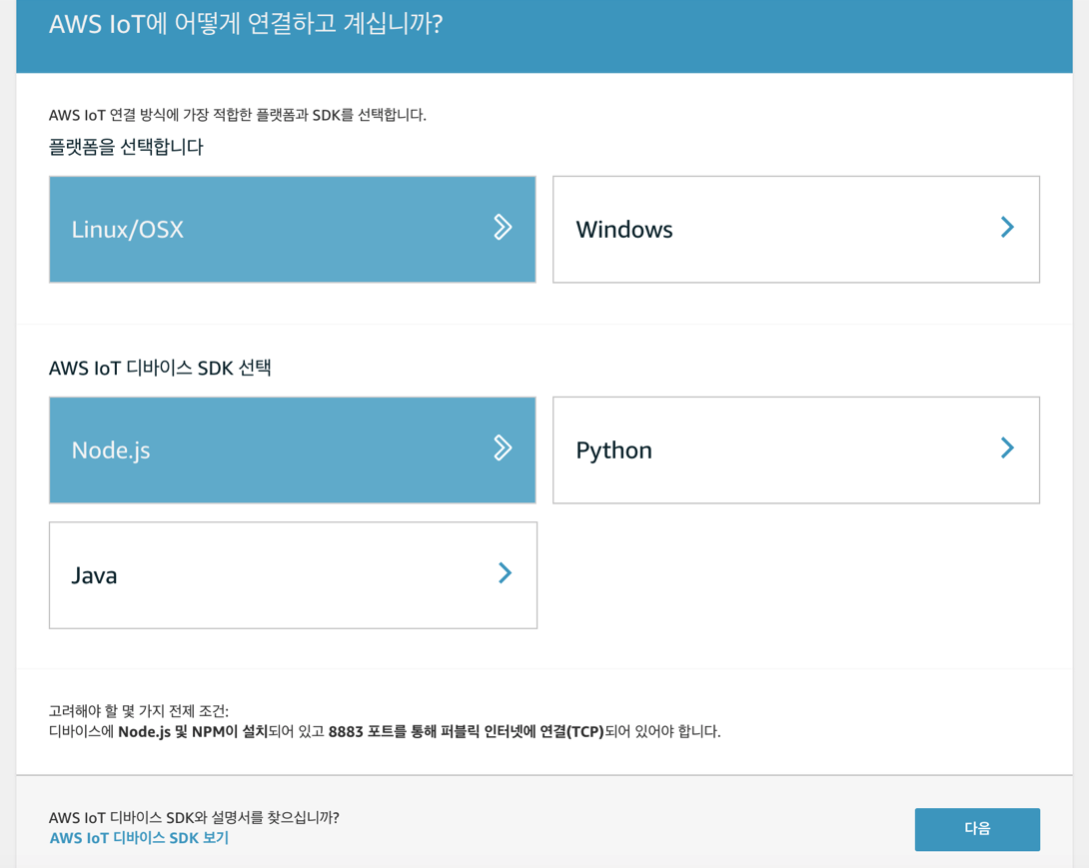 AWS IoT에 어떻게 연결하고 계십니까?
AWS IoT 연결 방식에 가장 적합한 플랫폼과 SDK를 선택합니다.
플랫폼을 선택합니다
Linux/OSX
Windows
AWS IoT 디바이스 SDK 선택
Node.js
Python
Java
고려해야 할 몇 가지 전제 조건:
디바이스에 Node.js 및 NPM이 설치되어 있고 8883 포트를 통해 퍼블릭 인터넷에 연결(TCP)되어 있어야 합니다.
AWS IoT 디바이스 SDK와 설명서를 찾으십니까?
AWS IoT 디바이스 SDK 보기
다음